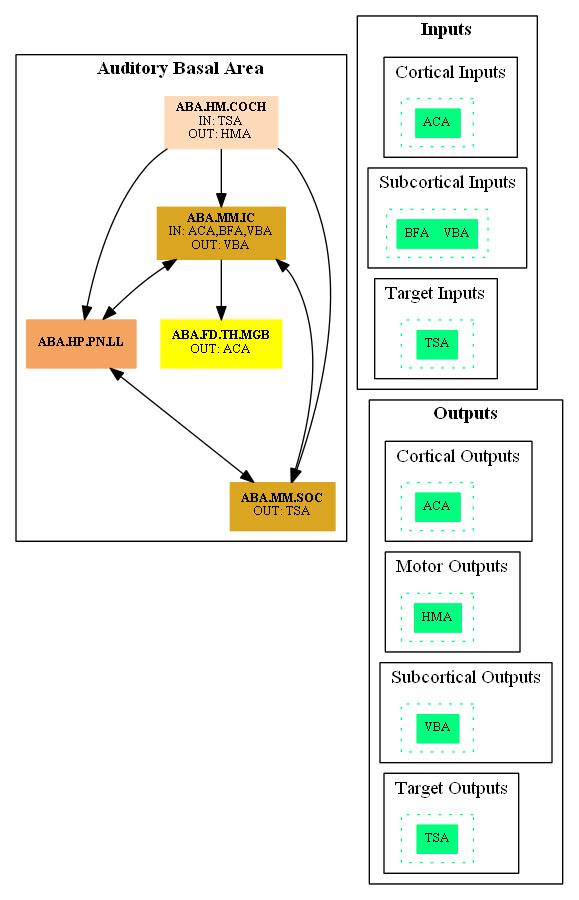 Auditory Basal Area
ABA.HM.COCH
IN: TSA
OUT: HMA
ABA.MM.IC
IN: ACA,BFA,VBA
OUT: VBA
ABA.HP.PN.LL
ABA.FD.TH.MGB
OUT: ACA
ABA.MM.SOC
OUT: TSA
Inputs
Cortical Inputs
ACA
Subcortical Inputs
BFA VBA
Target Inputs
TSA
Outputs
Cortical Outputs
ACA
Motor Outputs
HMA
Subcortical Outputs
VBA
Target Outputs
TSA